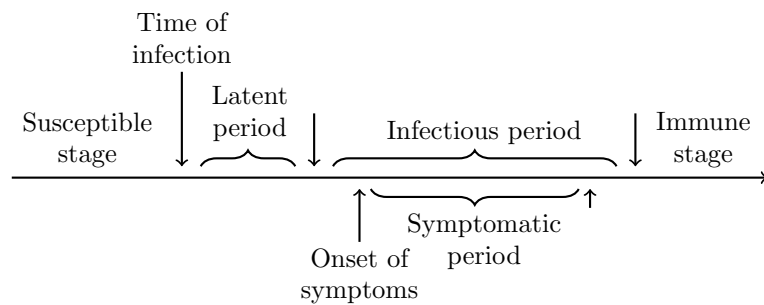 Time of
infection
Susceptible
stage
Latent
period
Infectious period
Immune
stage
Symptomatic
period
Onset of
symptoms